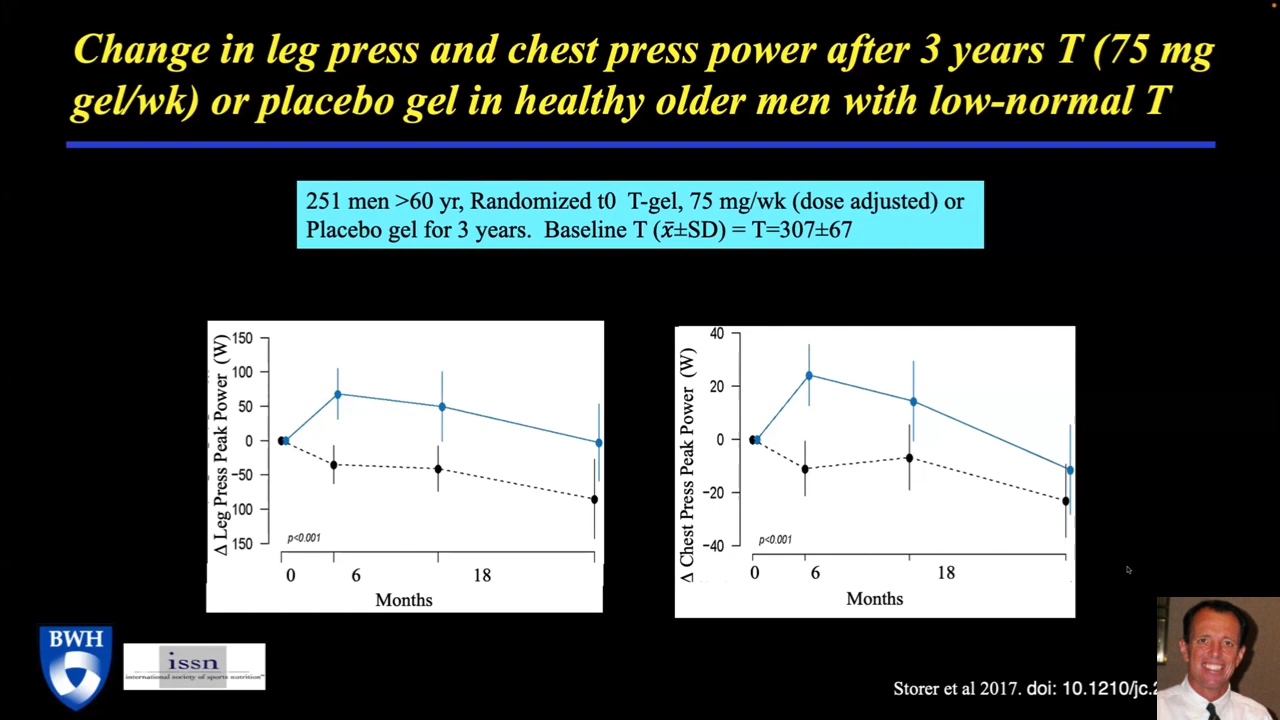 Change in leg press and chest press power after 3 years T (75 mg
gel/wk) or placebo gel in healthy older men with low-normal T
251 men >60 yr, Randomized t0 T-gel, 75 mg/wk (dose adjusted) or
Placebo gel for 3 years. Baseline T (x̄±SD) = T=307±67
Δ Leg Press Peak Power (W)
150
100
50
0
−50
100
150
p<0.001
0 6 18
Months
Δ Chest Press Peak Power (W)
40
20
0
−20
−40
p<0.001
0 6 18
Months
BWH
issn
international society of sports nutrition
Storer et al 2017. doi: 10.1210/jc.